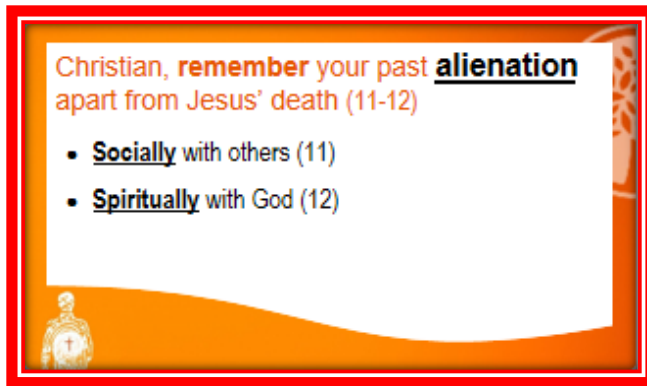 Christian, remember your past alienation
apart from Jesus' death (11-12)
• Socially with others (11)
• Spiritually with God (12)